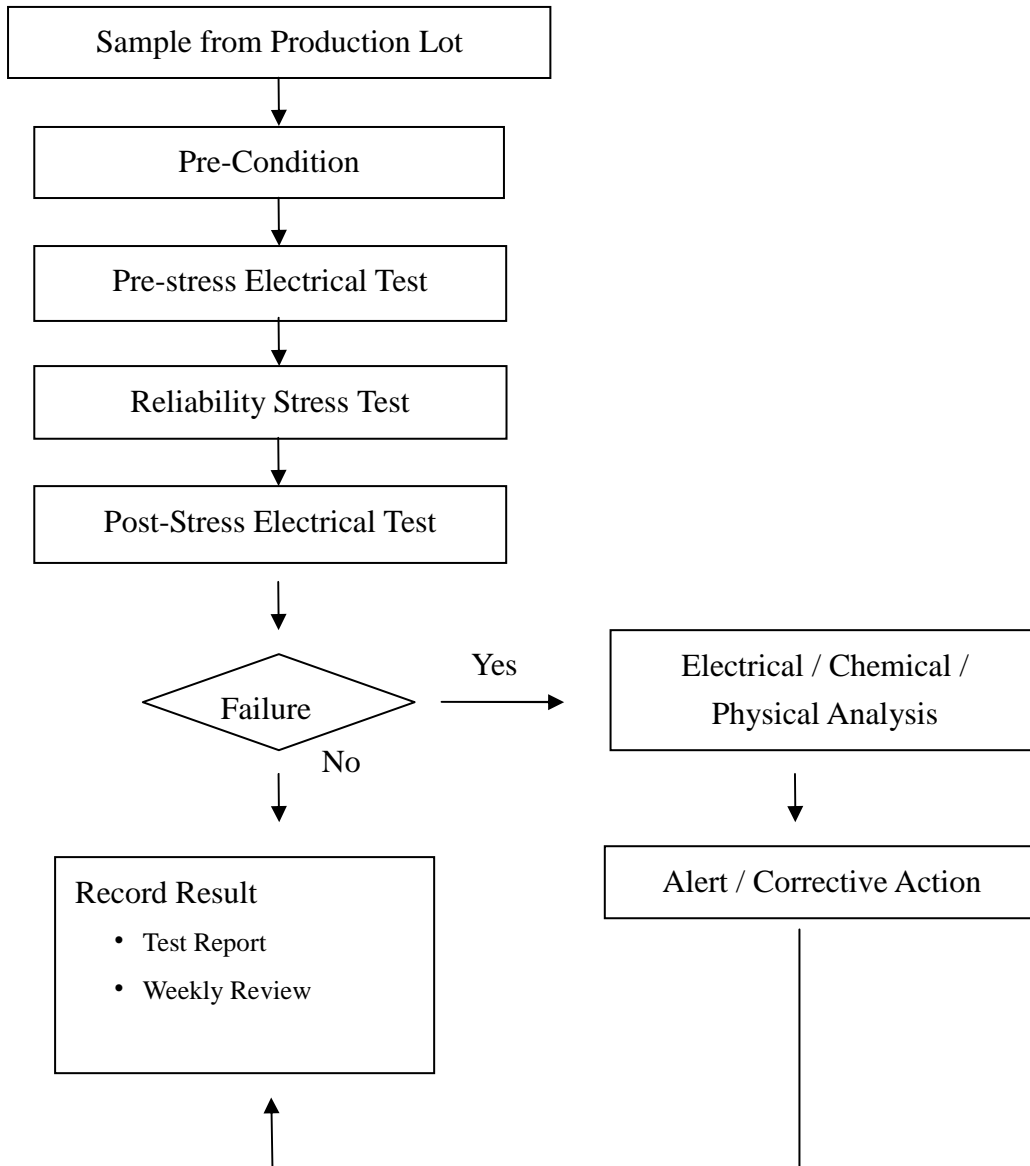 Sample from Production Lot
Pre-Condition
Pre-stress Electrical Test
Reliability Stress Test
Post-Stress Electrical Test
Failure
Yes
No
Electrical / Chemical /
Physical Analysis
Alert / Corrective Action
Record Result
• Test Report
• Weekly Review